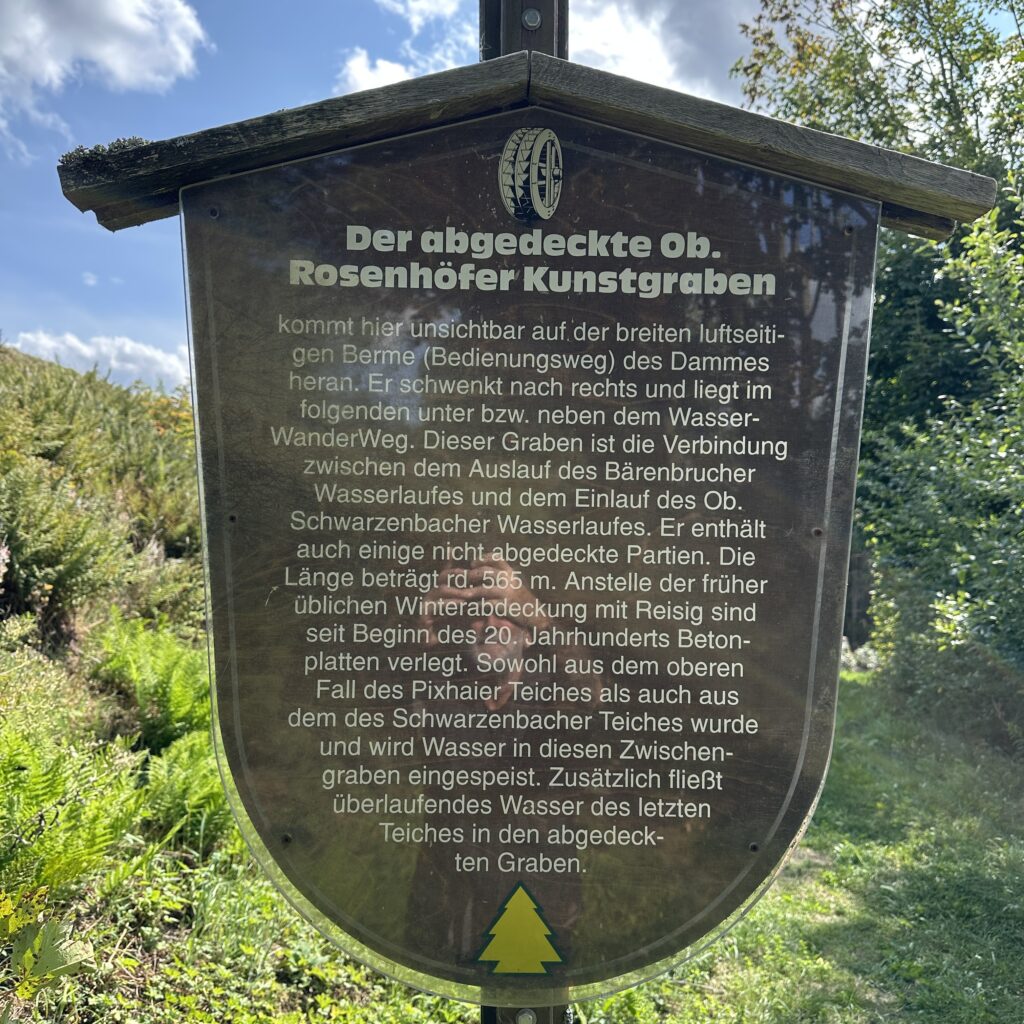 Der abgedeckte Ob.
Rosenhöfer Kunstgraben
kommt hier unsichtbar auf der breiten luftseiti-
gen Berme (Bedienungsweg) des Dammes
heran. Er schwenkt nach rechts und liegt im
folgenden unter bzw. neben dem Wasser-
WanderWeg. Dieser Graben ist die Verbindung
zwischen dem Auslauf des Bärenbrucher
Wasserlaufes und dem Einlauf des Ob.
Schwarzenbacher Wasserlaufes. Er enthält
auch einige nicht abgedeckte Partien. Die
Länge beträgt rd. 565 m. Anstelle der früher
üblichen Winterabdeckung mit Reisig sind
seit Beginn des 20. Jahrhunderts Beton-
platten verlegt. Sowohl aus dem oberen
Fall des Pixhaier Teiches als auch aus
dem des Schwarzenbacher Teiches wurde
und wird Wasser in diesen Zwischen-
graben eingespeist. Zusätzlich fließt
überlaufendes Wasser des letzten
Teiches in den abgedeck-
ten Graben.